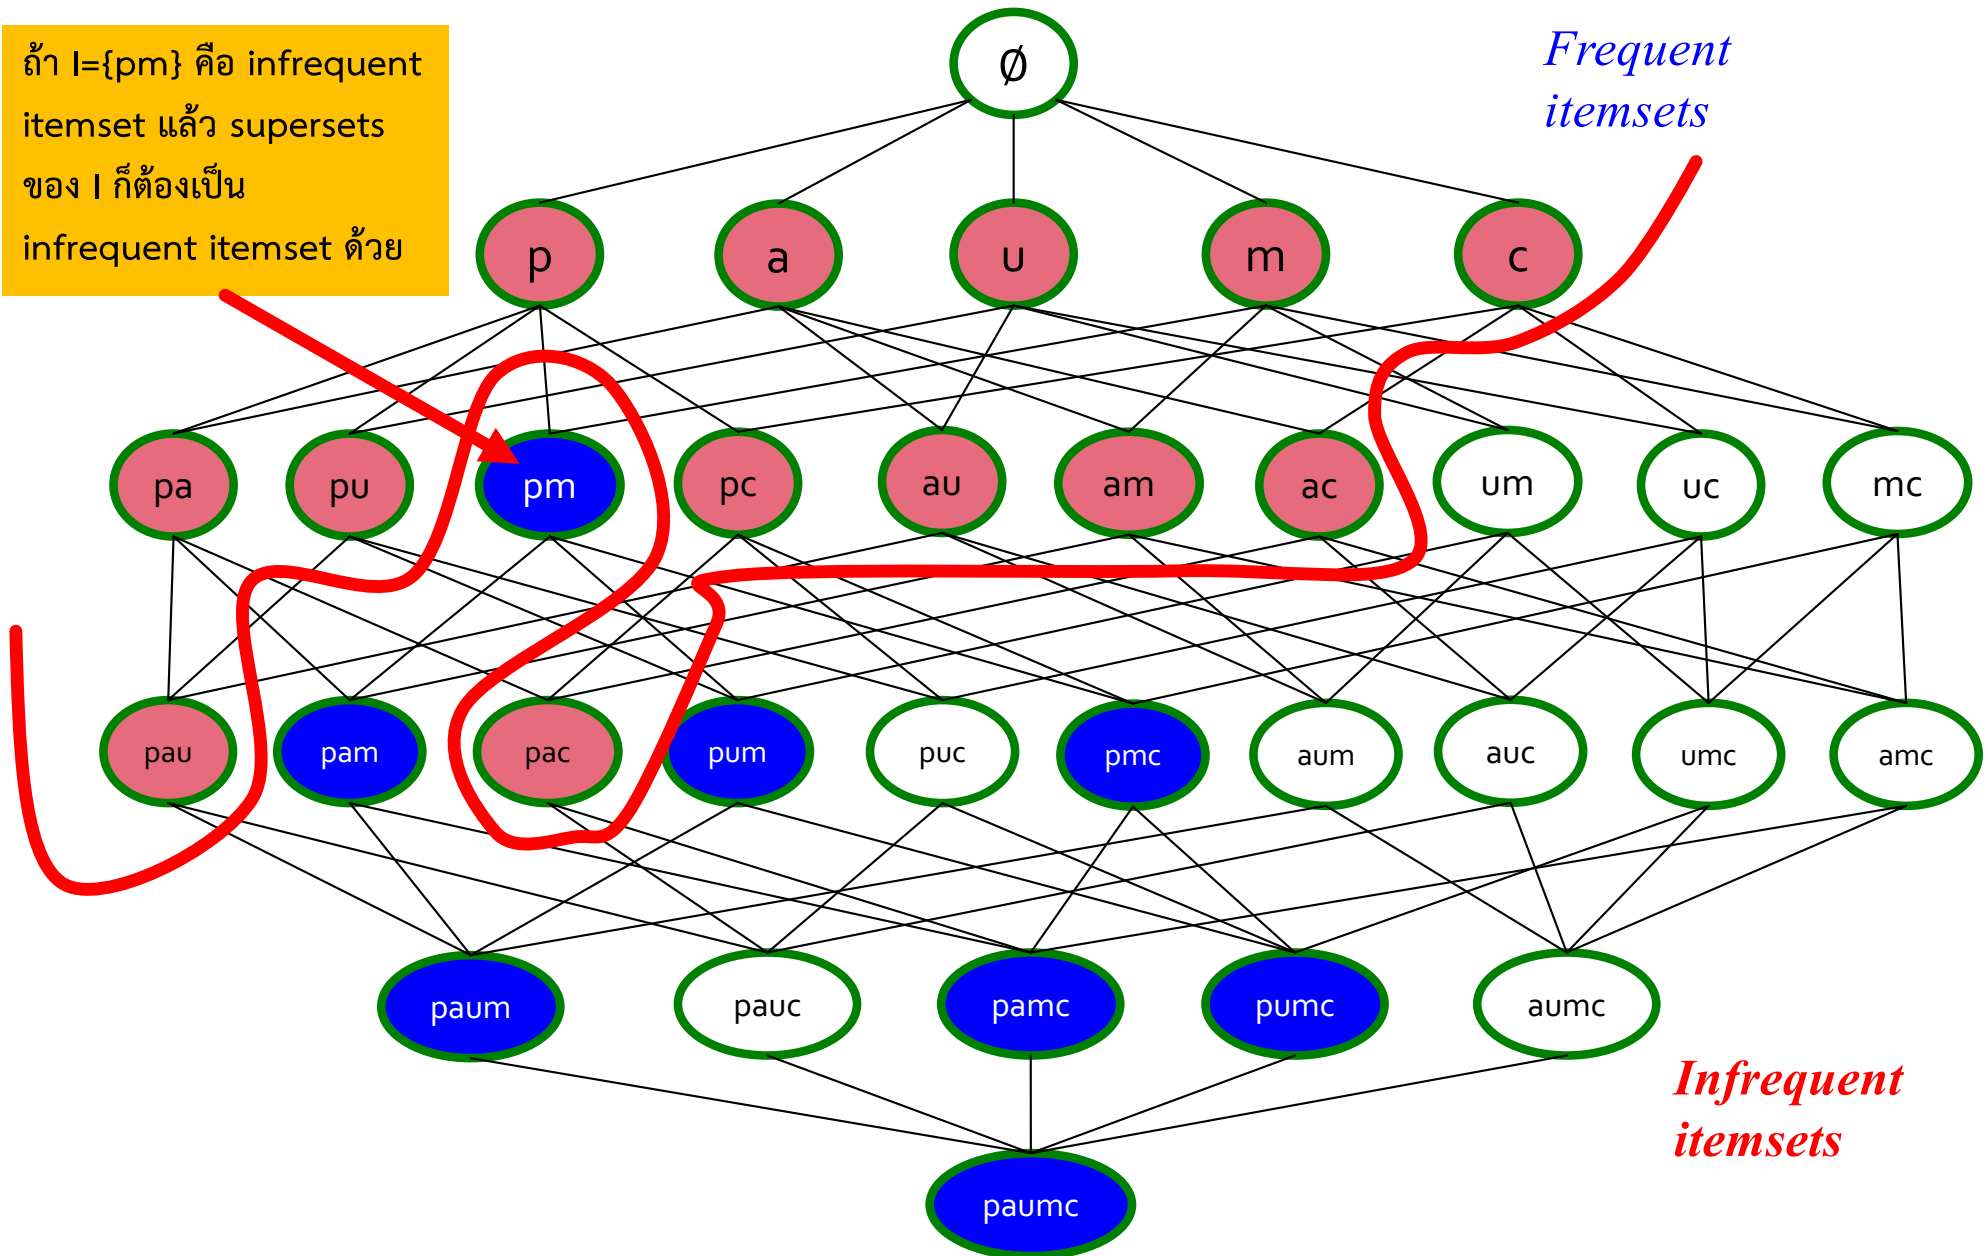 ถ้า I={pm} คือ infrequent
itemset แล้ว supersets
ของ I ก็ต้องเป็น
infrequent itemset ด้วย
Frequent
itemsets
Ø
p a u m c
pa pu pm pc au am ac um uc mc
pau pam pac pum puc pmc aum auc umc amc
paum pauc pamc pumc aumc
Infrequent
itemsets
paumc